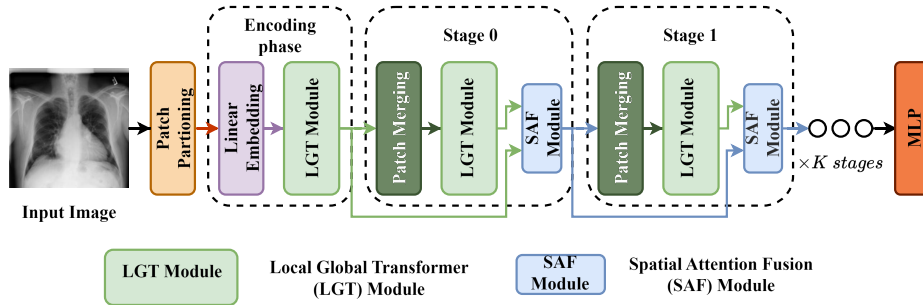 Encoding
phase
Stage 0
Stage 1
Patch
Partioning
Linear
Embedding
LGT Module
Patch Merging
LGT Module
SAF
Module
Patch Merging
LGT Module
SAF
Module
×K stages
MLP
Input Image
LGT Module
Local Global Transformer
(LGT) Module
SAF
Module
Spatial Attention Fusion
(SAF) Module